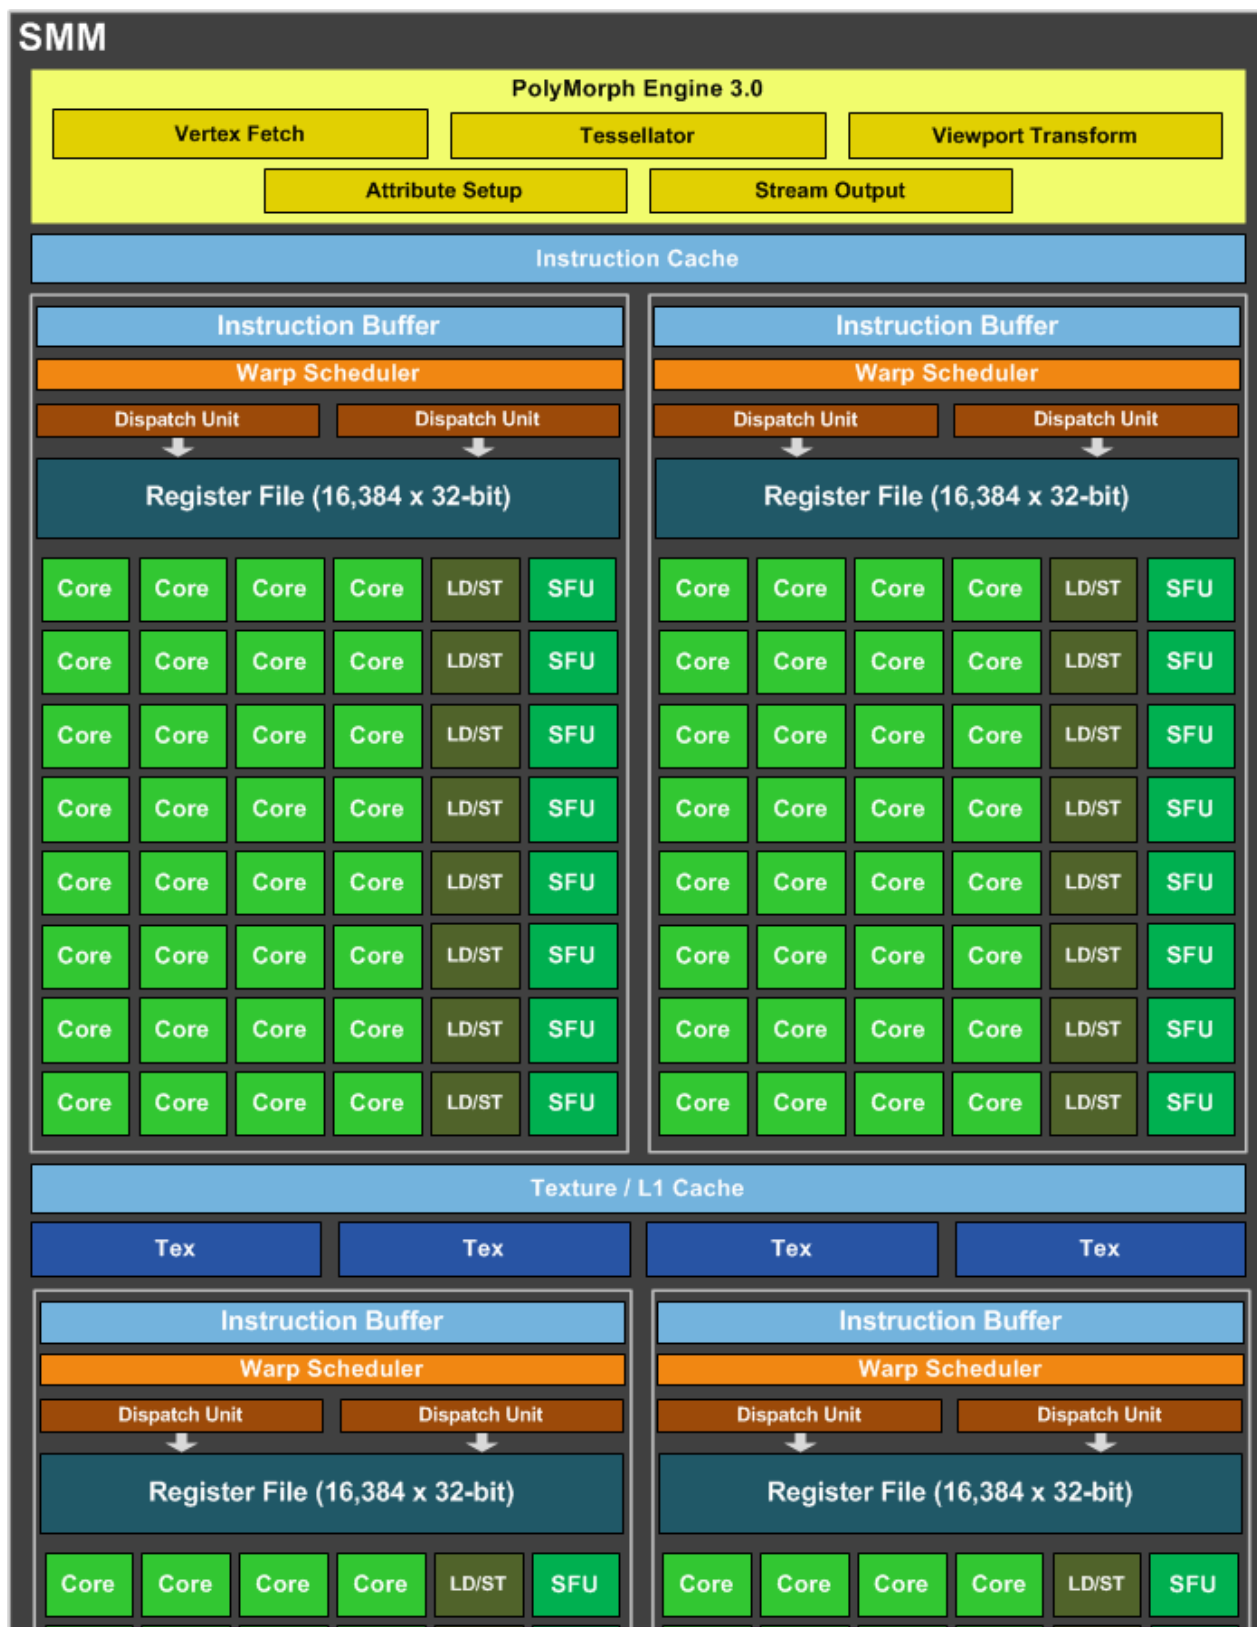 SMM
PolyMorph Engine 3.0
Vertex Fetch Tessellator Viewport Transform
Attribute Setup Stream Output
Instruction Cache
Instruction Buffer Instruction Buffer
Warp Scheduler Warp Scheduler
Dispatch Unit Dispatch Unit Dispatch Unit Dispatch Unit
Register File (16,384 x 32-bit) Register File (16,384 x 32-bit)
Core Core Core Core LD/ST SFU Core Core Core Core LD/ST SFU
Core Core Core Core LD/ST SFU Core Core Core Core LD/ST SFU
Core Core Core Core LD/ST SFU Core Core Core Core LD/ST SFU
Core Core Core Core LD/ST SFU Core Core Core Core LD/ST SFU
Core Core Core Core LD/ST SFU Core Core Core Core LD/ST SFU
Core Core Core Core LD/ST SFU Core Core Core Core LD/ST SFU
Core Core Core Core LD/ST SFU Core Core Core Core LD/ST SFU
Core Core Core Core LD/ST SFU Core Core Core Core LD/ST SFU
Texture / L1 Cache
Tex Tex Tex Tex
Instruction Buffer Instruction Buffer
Warp Scheduler Warp Scheduler
Dispatch Unit Dispatch Unit Dispatch Unit Dispatch Unit
Register File (16,384 x 32-bit) Register File (16,384 x 32-bit)
Core Core Core Core LD/ST SFU Core Core Core Core LD/ST SFU